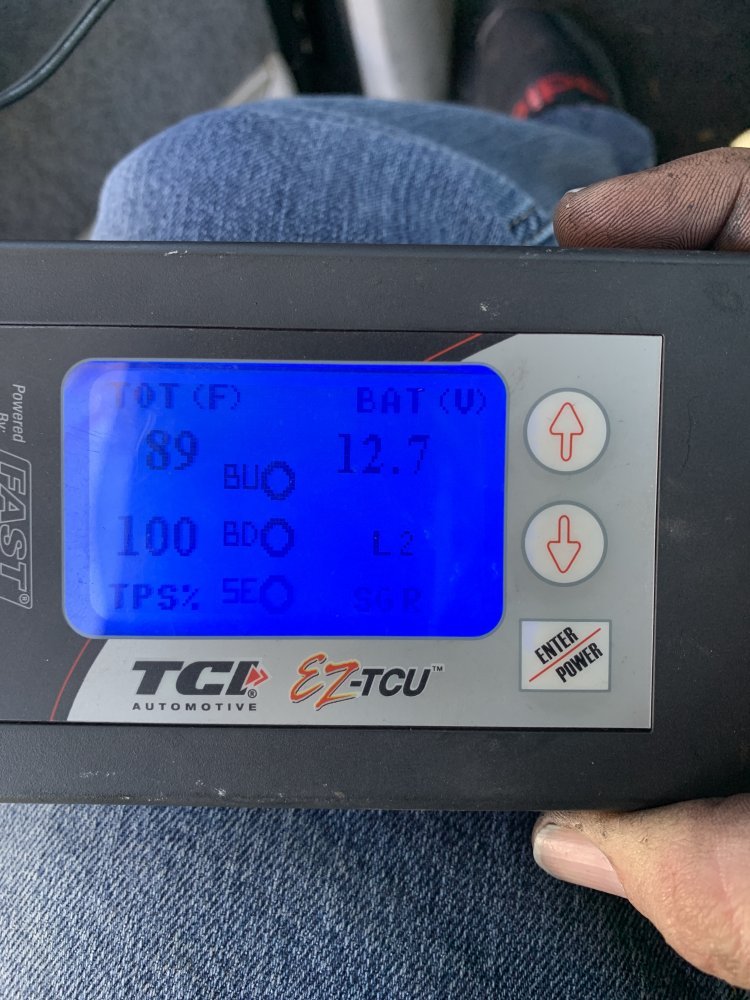 TOT (F) BAT (V)
89 BU 12.7
100 BD L2
TPS% SE SGR
TCI®
AUTOMOTIVE
EZ-TCU™
ENTER
POWER
Powered
By:
FAST®